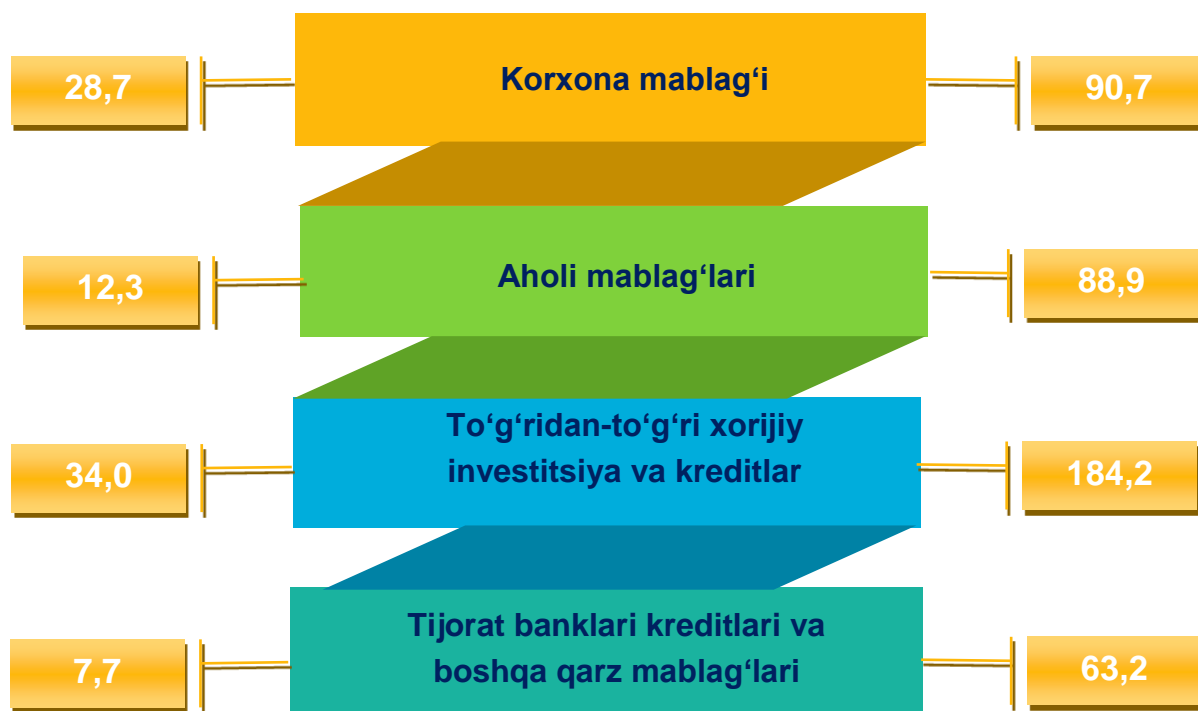 28,7
Korxona mablag‘i
90,7
12,3
Aholi mablag‘lari
88,9
34,0
To‘g‘ridan-to‘g‘ri xorijiy
investitsiya va kreditlar
184,2
7,7
Tijorat banklari kreditlari va
boshqa qarz mablag‘lari
63,2